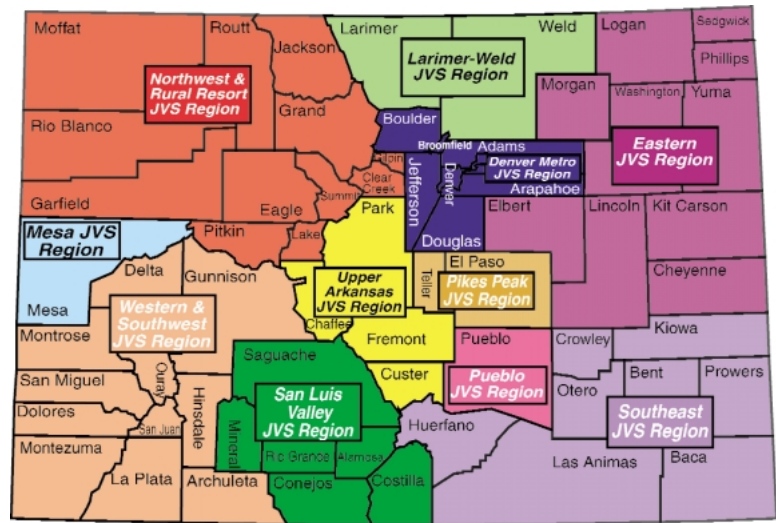 Moffat
Routt
Jackson
Larimer
Weld
Logan
Sedgwick
Phillips
Northwest &
Rural Resort
JVS Region
Larimer-Weld
JVS Region
Grand
Morgan
Washington
Yuma
Rio Blanco
Boulder
Broomfield
Adams
Eastern
JVS Region
Gilpin
Clear
Creek
Jefferson
Denver
Denver Metro
JVS Region
Arapahoe
Garfield
Eagle
Summit
Park
Douglas
Elbert
Lincoln
Kit Carson
Mesa JVS
Region
Pitkin
Lake
Delta
Gunnison
Upper
Arkansas
JVS Region
Teller
El Paso
Pikes Peak
JVS Region
Cheyenne
Mesa
Western &
Southwest
JVS Region
Chaffee
Montrose
Fremont
Pueblo
Crowley
Kiowa
Saguache
San Miguel
Ouray
Custer
Pueblo
JVS Region
Otero
Bent
Prowers
Dolores
San Juan
Hinsdale
San Luis
Valley
JVS Region
Huerfano
Southeast
JVS Region
Montezuma
Mineral
Rio Grande
Alamosa
Las Animas
Baca
La Plata
Archuleta
Conejos
Costilla